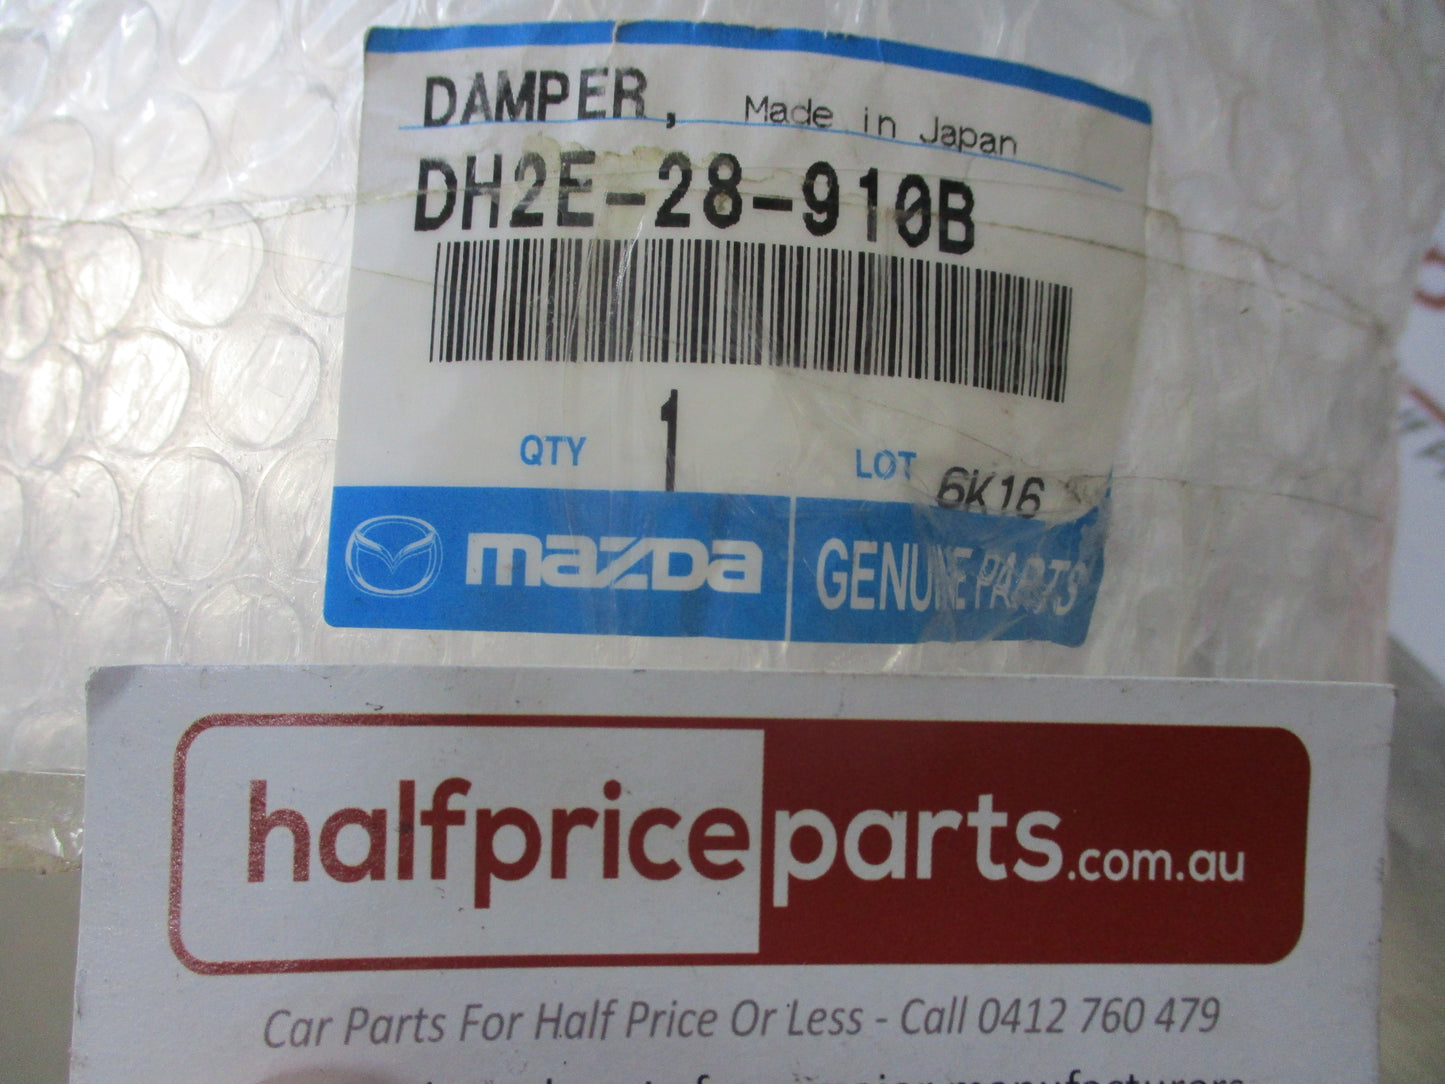 DAMPER, Made in Japan
DH2E-28-910B
QTY 1 LOT 6K16
mazda GENUINE PARTS
halfpriceparts.com.au
Car Parts For Half Price Or Less - Call 0412 760 479